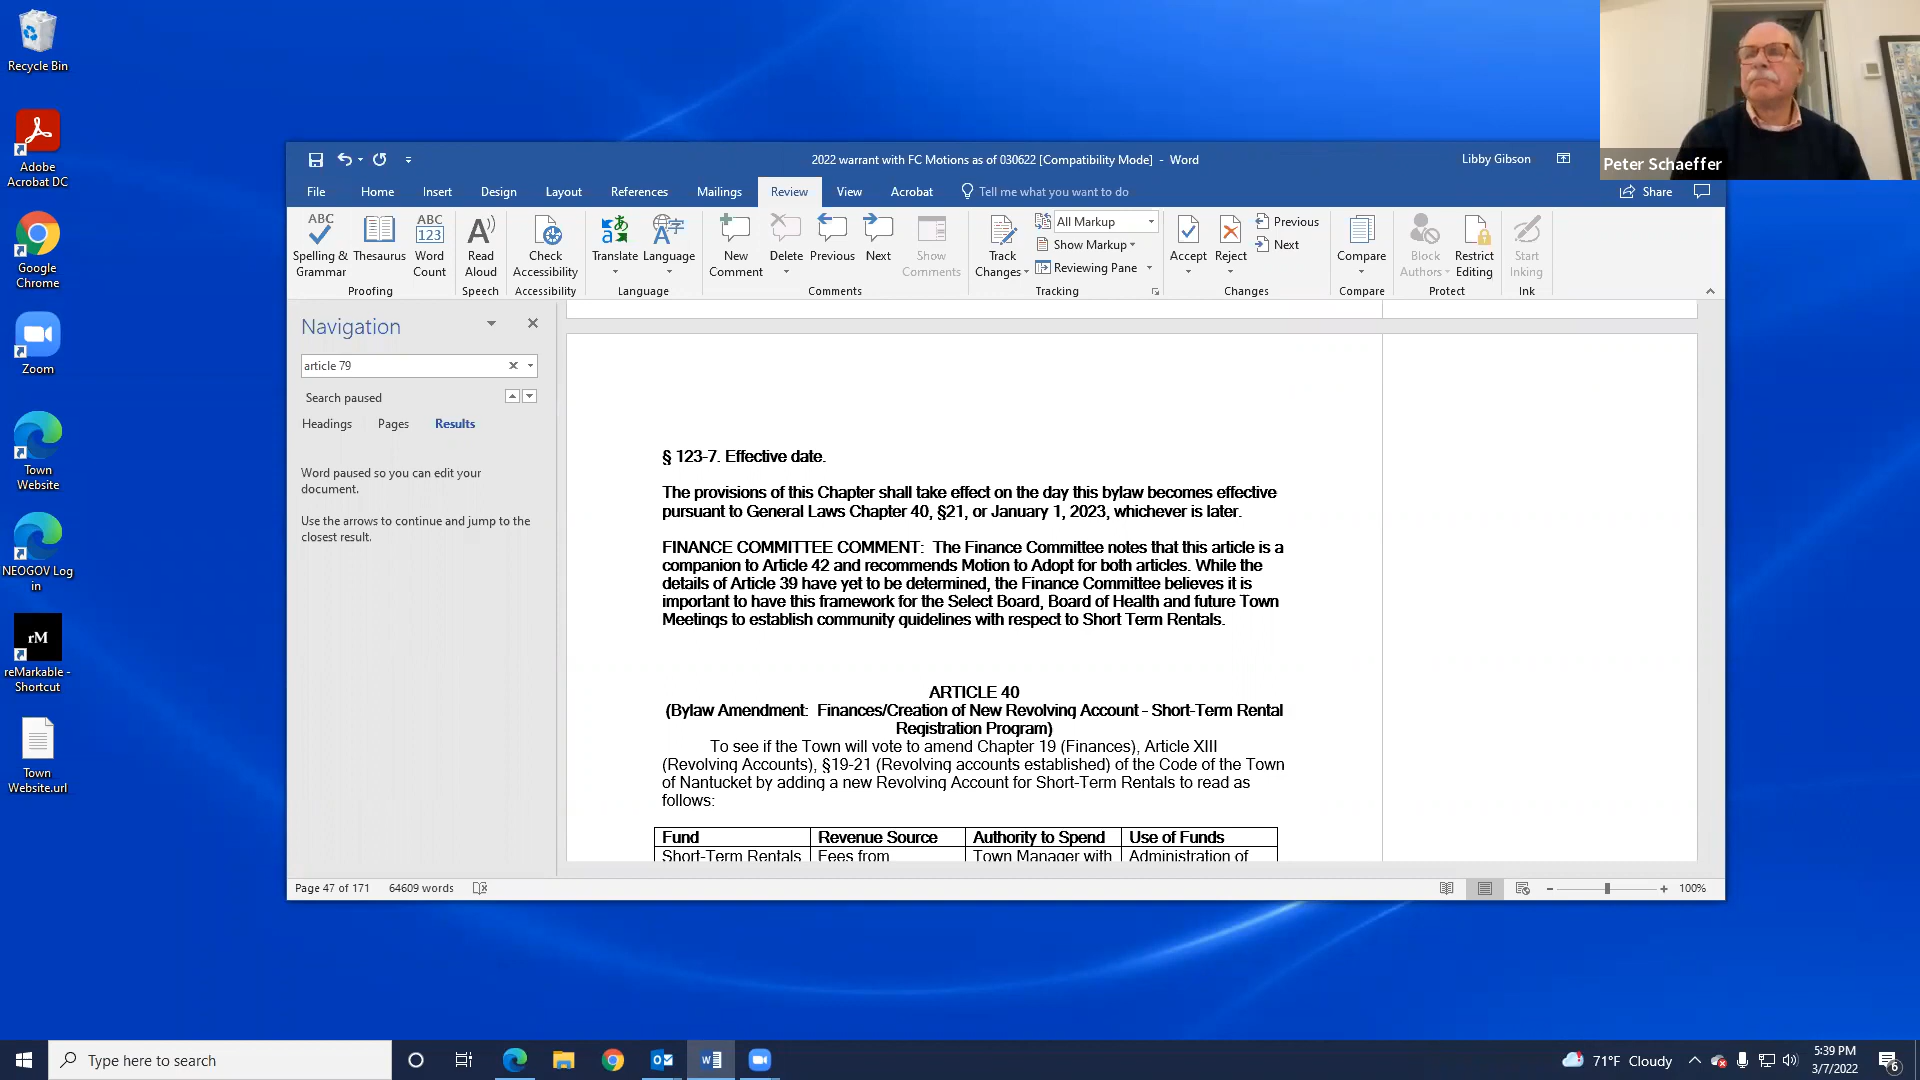 Recycle Bin
Adobe
Acrobat DC
Google
Chrome
Zoom
Town
Website
NEOGOV Log
in
rM
reMarkable -
Shortcut
Town
Website.url
2022 warrant with FC Motions as of 030622 [Compatibility Mode] - Word
Libby Gibson
Peter Schaeffer
File Home Insert Design Layout References Mailings Review View Acrobat Tell me what you want to do Share
ABC
Spelling &
Grammar
Thesaurus
ABC
123
Word
Count
Proofing
Read
Aloud
Speech
Check
Accessibility
Accessibility
Translate
Language
Language
New
Comment
Delete
Previous
Next
Show
Comments
Comments
Track
Changes
All Markup
Show Markup
Reviewing Pane
Tracking
Accept
Reject
Previous
Next
Changes
Compare
Compare
Block
Authors
Restrict
Editing
Protect
Start
Inking
Ink
Navigation
article 79
Search paused
Headings Pages Results
Word paused so you can edit your
document.
Use the arrows to continue and jump to the
closest result.
§ 123-7. Effective date.
The provisions of this Chapter shall take effect on the day this bylaw becomes effective
pursuant to General Laws Chapter 40, §21, or January 1, 2023, whichever is later.
FINANCE COMMITTEE COMMENT: The Finance Committee notes that this article is a
companion to Article 42 and recommends Motion to Adopt for both articles. While the
details of Article 39 have yet to be determined, the Finance Committee believes it is
important to have this framework for the Select Board, Board of Health and future Town
Meetings to establish community guidelines with respect to Short Term Rentals.
ARTICLE 40
(Bylaw Amendment: Finances/Creation of New Revolving Account - Short-Term Rental
Registration Program)
To see if the Town will vote to amend Chapter 19 (Finances), Article XIII
(Revolving Accounts), §19-21 (Revolving accounts established) of the Code of the Town
of Nantucket by adding a new Revolving Account for Short-Term Rentals to read as
follows:
Fund Revenue Source Authority to Spend Use of Funds
Short-Term Rentals Fees from Town Manager with Administration of
Page 47 of 171 64609 words
100%
Type here to search
71°F Cloudy
5:39 PM
3/7/2022
6